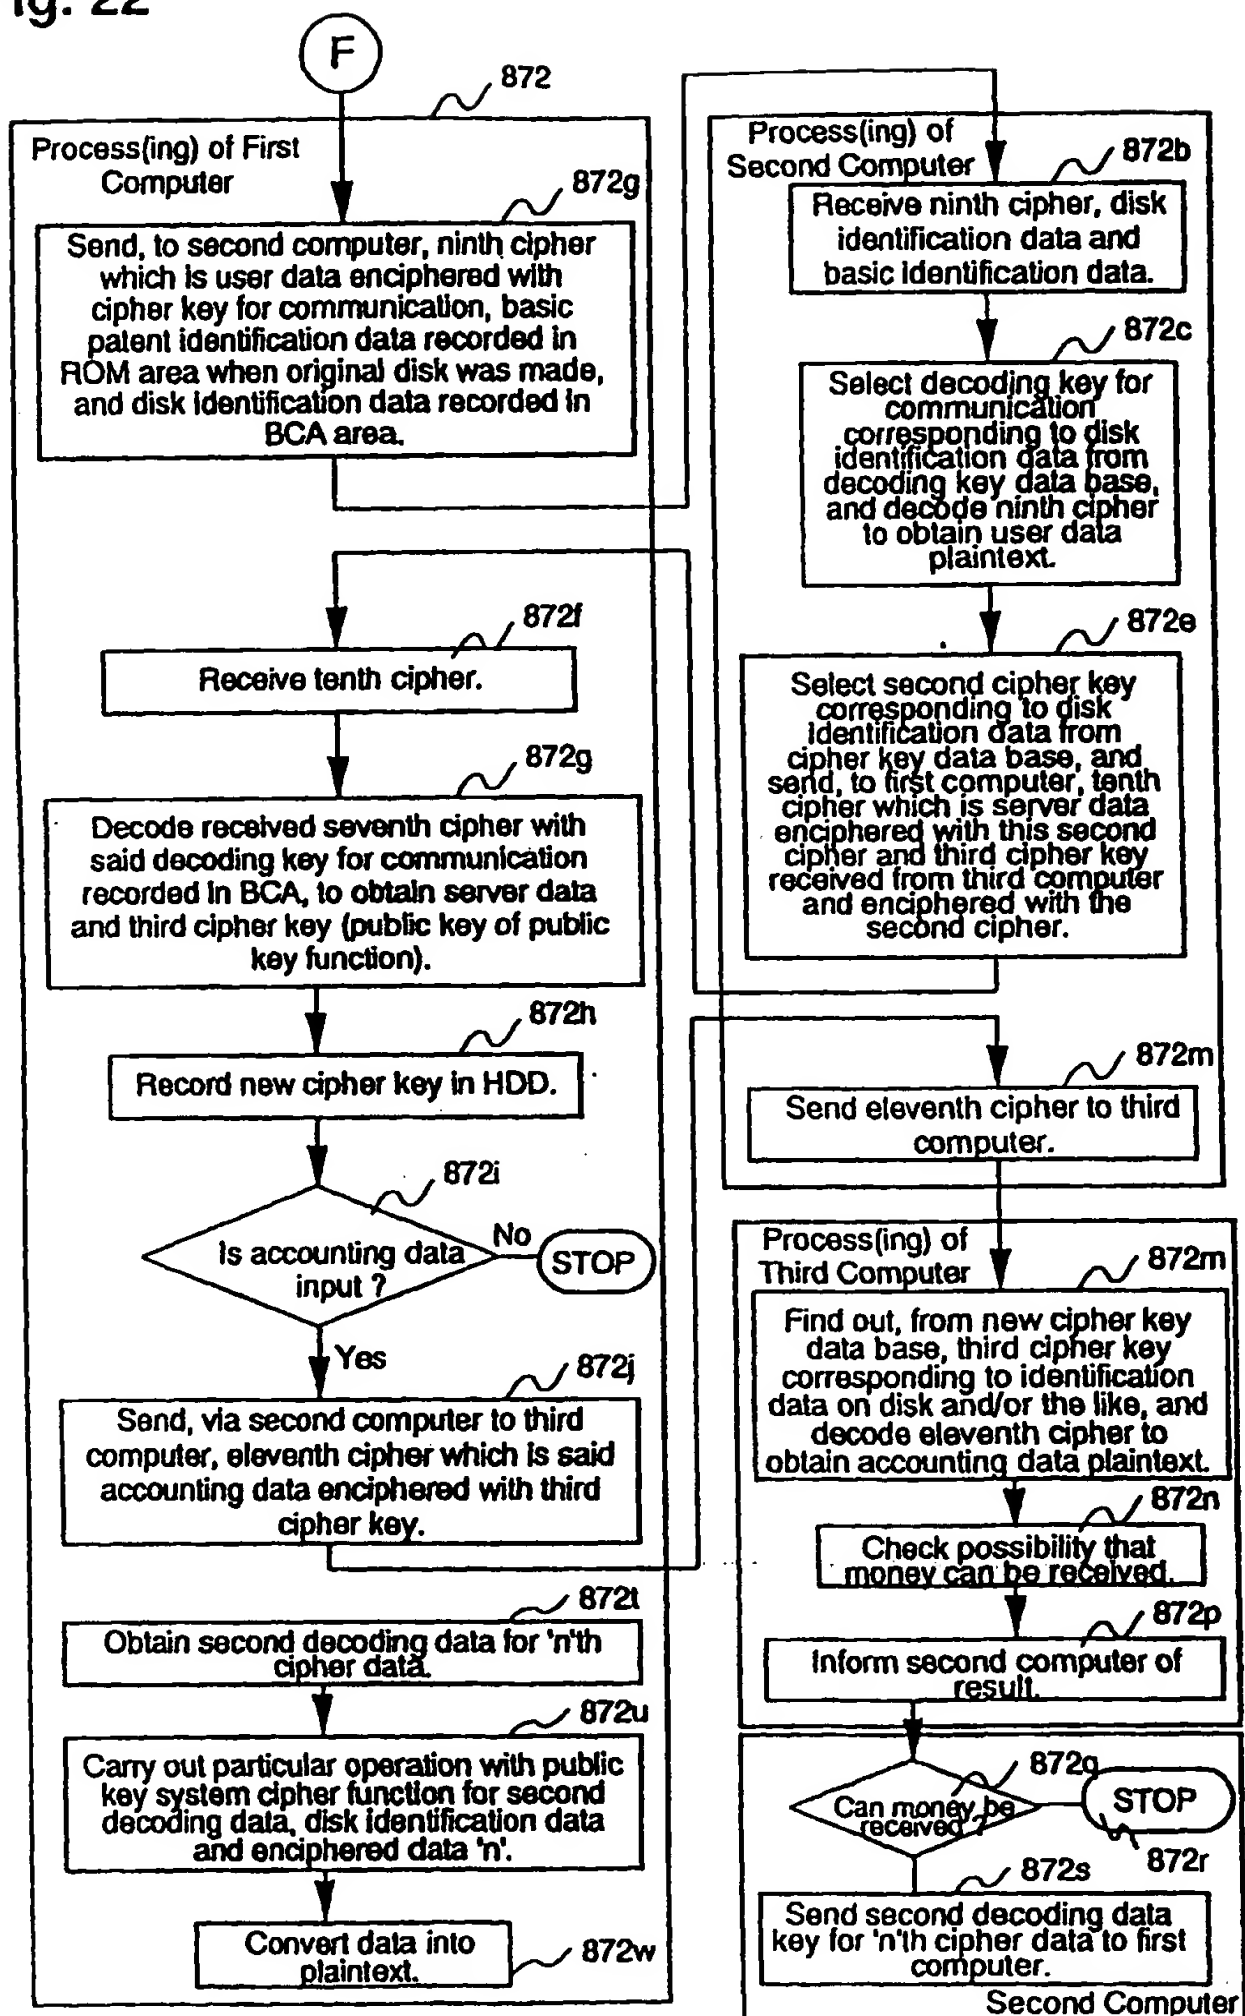 ig. 22
F
872
Process(ing) of First
Computer
872g
Send, to second computer, ninth cipher
which is user data enciphered with
cipher key for communication, basic
patent identification data recorded in
ROM area when original disk was made,
and disk identification data recorded in
BCA area.
872f
Receive tenth cipher.
872g
Decode received seventh cipher with
said decoding key for communication
recorded in BCA, to obtain server data
and third cipher key (public key of public
key function).
872h
Record new cipher key in HDD.
872i
Is accounting data
input ?
No
STOP
Yes
872j
Send, via second computer to third
computer, eleventh cipher which is said
accounting data enciphered with third
cipher key.
872t
Obtain second decoding data for 'n'th
cipher data.
872u
Carry out particular operation with public
key system cipher function for second
decoding data, disk identification data
and enciphered data 'n'.
Convert data into
plaintext.
872w
Process(ing) of
Second Computer
872b
Receive ninth cipher, disk
identification data and
basic identification data.
872c
Select decoding key for
communication
corresponding to disk
identification data from
decoding key data base,
and decode ninth cipher
to obtain user data
plaintext.
872e
Select second cipher key
corresponding to disk
identification data from
cipher key data base, and
send, to first computer, tenth
cipher which is server data
enciphered with this second
cipher and third cipher key
received from third computer
and enciphered with the
second cipher.
872m
Send eleventh cipher to third
computer.
Process(ing) of
Third Computer
872m
Find out, from new cipher key
data base, third cipher key
corresponding to identification
data on disk and/or the like, and
decode eleventh cipher to
obtain accounting data plaintext.
872n
Check possibility that
money can be received.
872p
Inform second computer of
result.
872q
Can money be
received ?
STOP
872r
872s
Send second decoding data
key for 'n'th cipher data to first
computer.
Second Computer